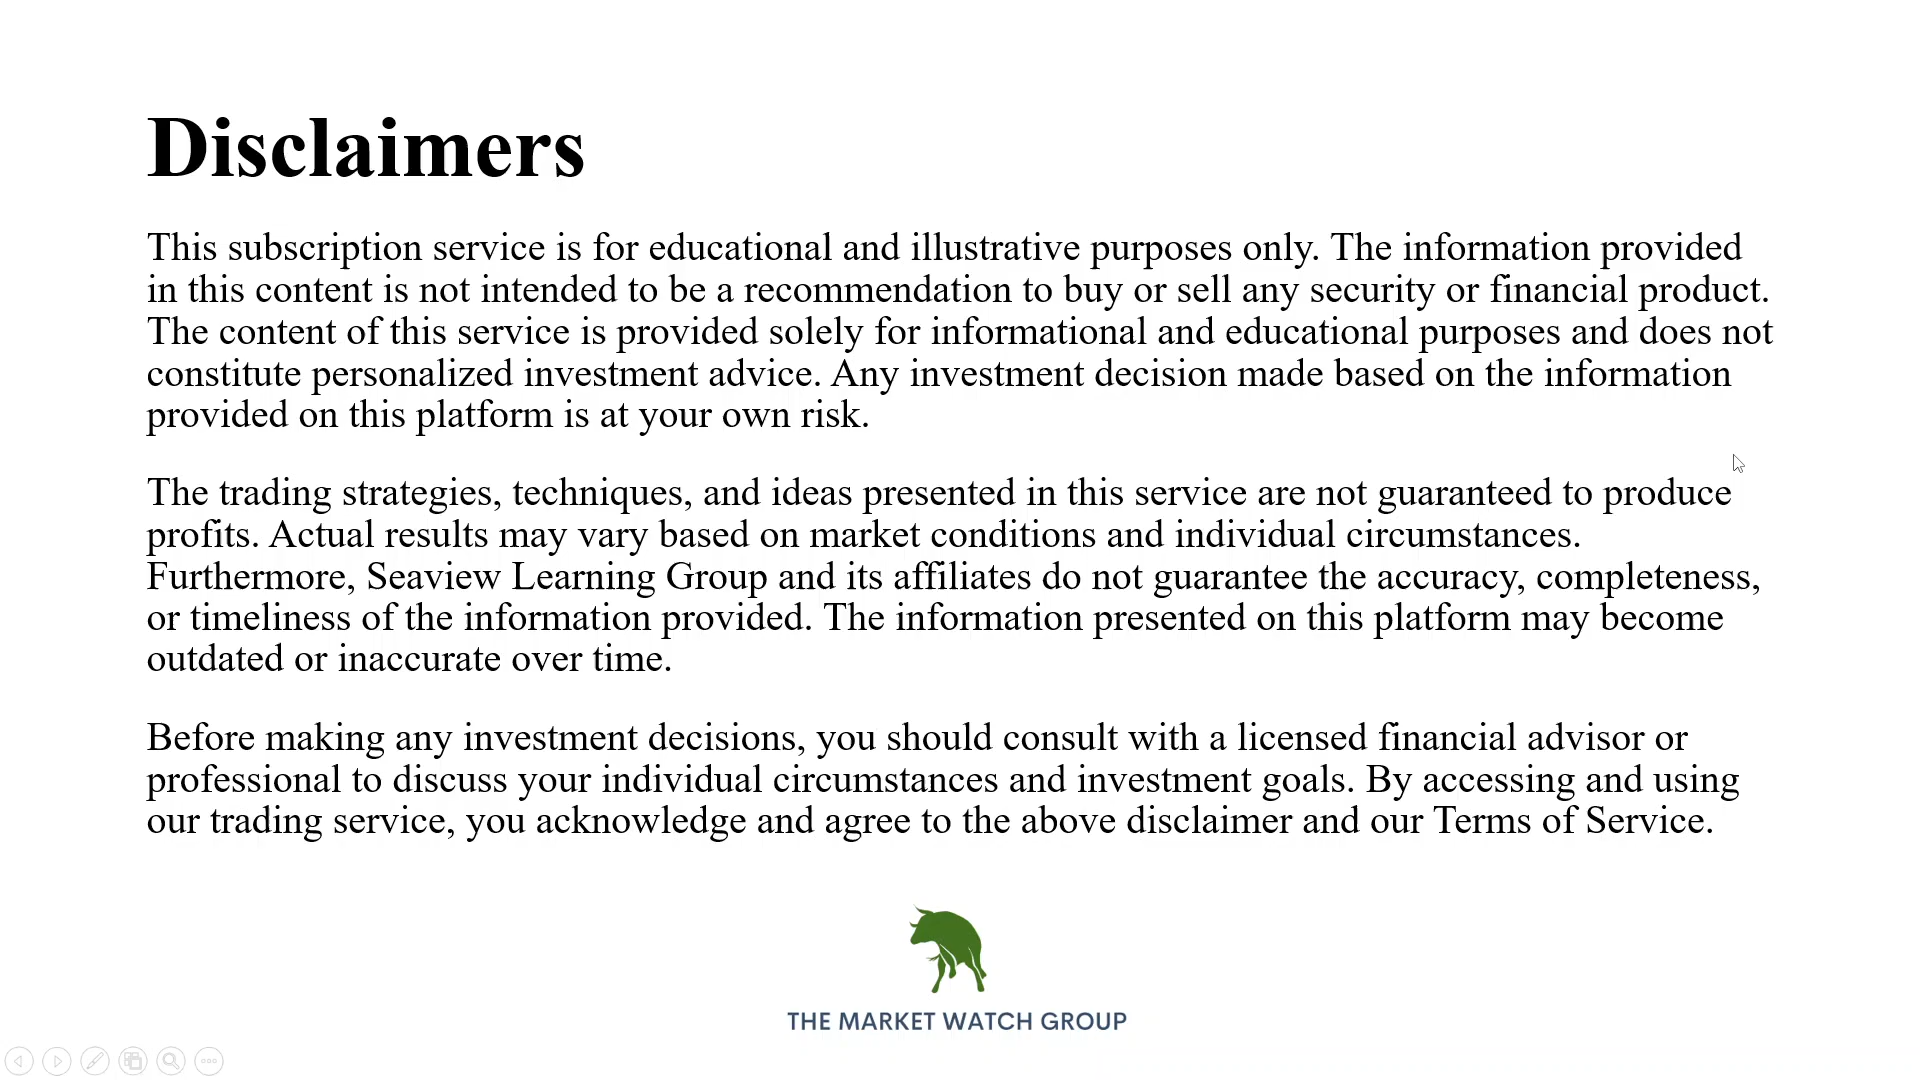 Disclaimers
This subscription service is for educational and illustrative purposes only. The information provided
in this content is not intended to be a recommendation to buy or sell any security or financial product.
The content of this service is provided solely for informational and educational purposes and does not
constitute personalized investment advice. Any investment decision made based on the information
provided on this platform is at your own risk.
The trading strategies, techniques, and ideas presented in this service are not guaranteed to produce
profits. Actual results may vary based on market conditions and individual circumstances.
Furthermore, Seaview Learning Group and its affiliates do not guarantee the accuracy, completeness,
or timeliness of the information provided. The information presented on this platform may become
outdated or inaccurate over time.
Before making any investment decisions, you should consult with a licensed financial advisor or
professional to discuss your individual circumstances and investment goals. By accessing and using
our trading service, you acknowledge and agree to the above disclaimer and our Terms of Service.
THE MARKET WATCH GROUP